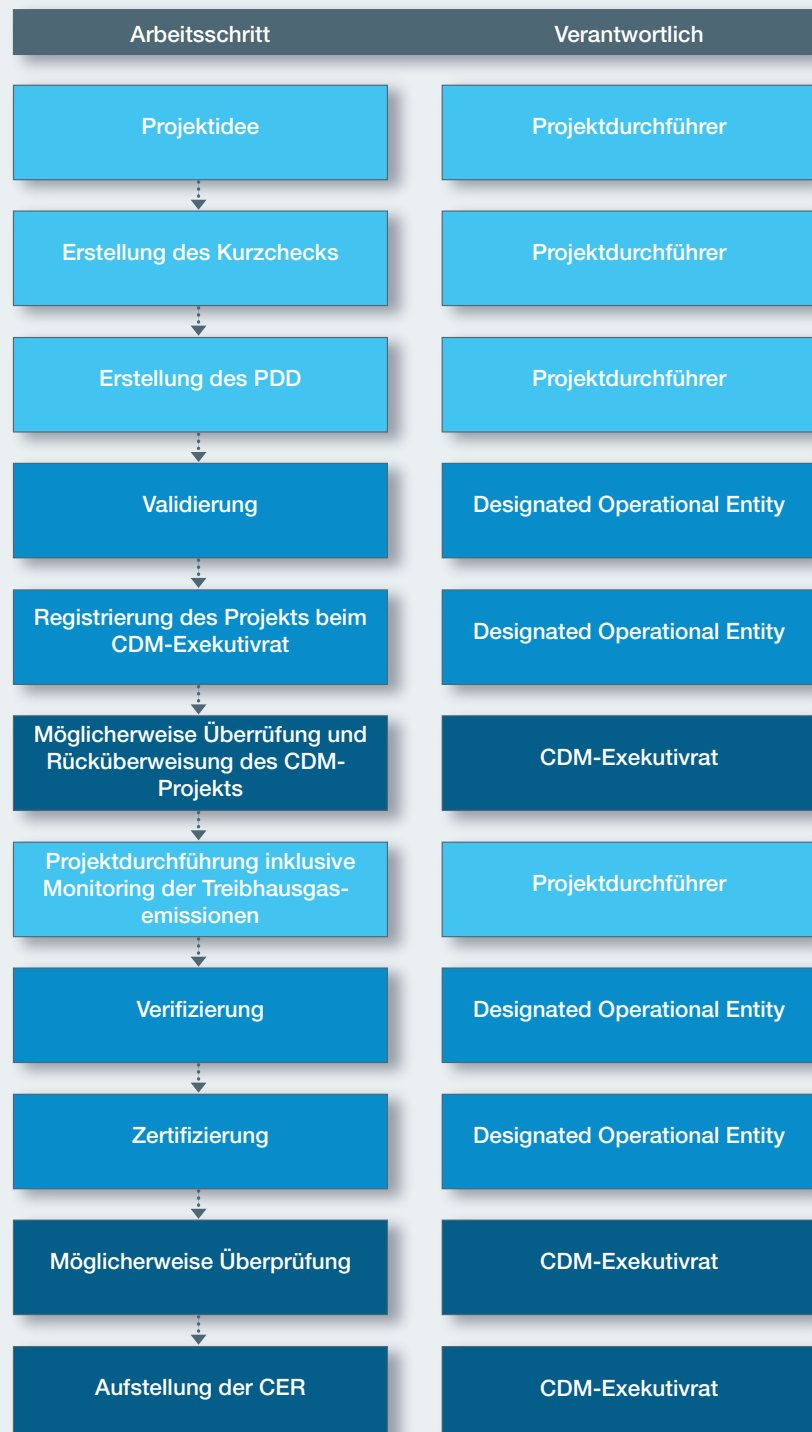 Arbeitsschritt Verantwortlich
Projektidee Projektdurchführer
Erstellung des Kurzchecks Projektdurchführer
Erstellung des PDD Projektdurchführer
Validierung Designated Operational Entity
Registrierung des Projekts beim
CDM-Exekutivrat
Designated Operational Entity
Möglicherweise Überrüfung und
Rücküberweisung des CDM-
Projekts
CDM-Exekutivrat
Projektdurchführung inklusive
Monitoring der Treibhausgas-
emissionen
Projektdurchführer
Verifizierung Designated Operational Entity
Zertifizierung Designated Operational Entity
Möglicherweise Überprüfung CDM-Exekutivrat
Aufstellung der CER CDM-Exekutivrat